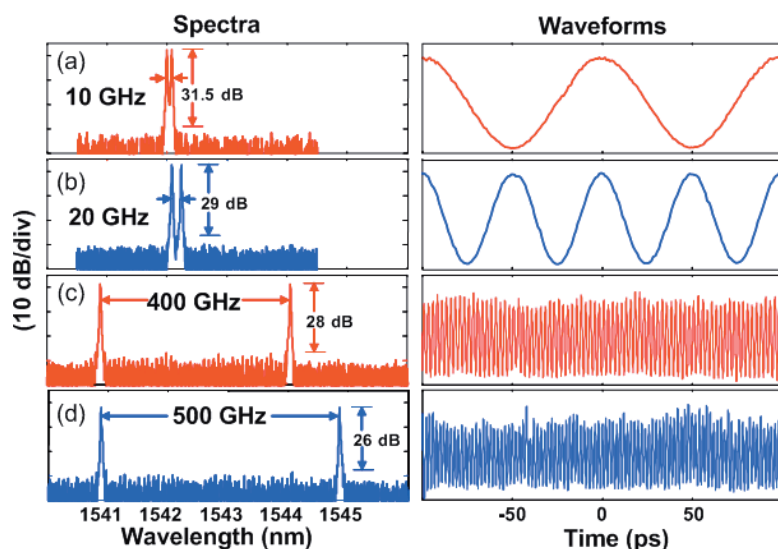 Spectra
Waveforms
(a)
10 GHz
31.5 dB
(b)
20 GHz
29 dB
(10 dB/div)
(c)
400 GHz
28 dB
(d)
500 GHz
26 dB
1541 1542 1543 1544 1545
-50 0 50
Wavelength (nm)
Time (ps)